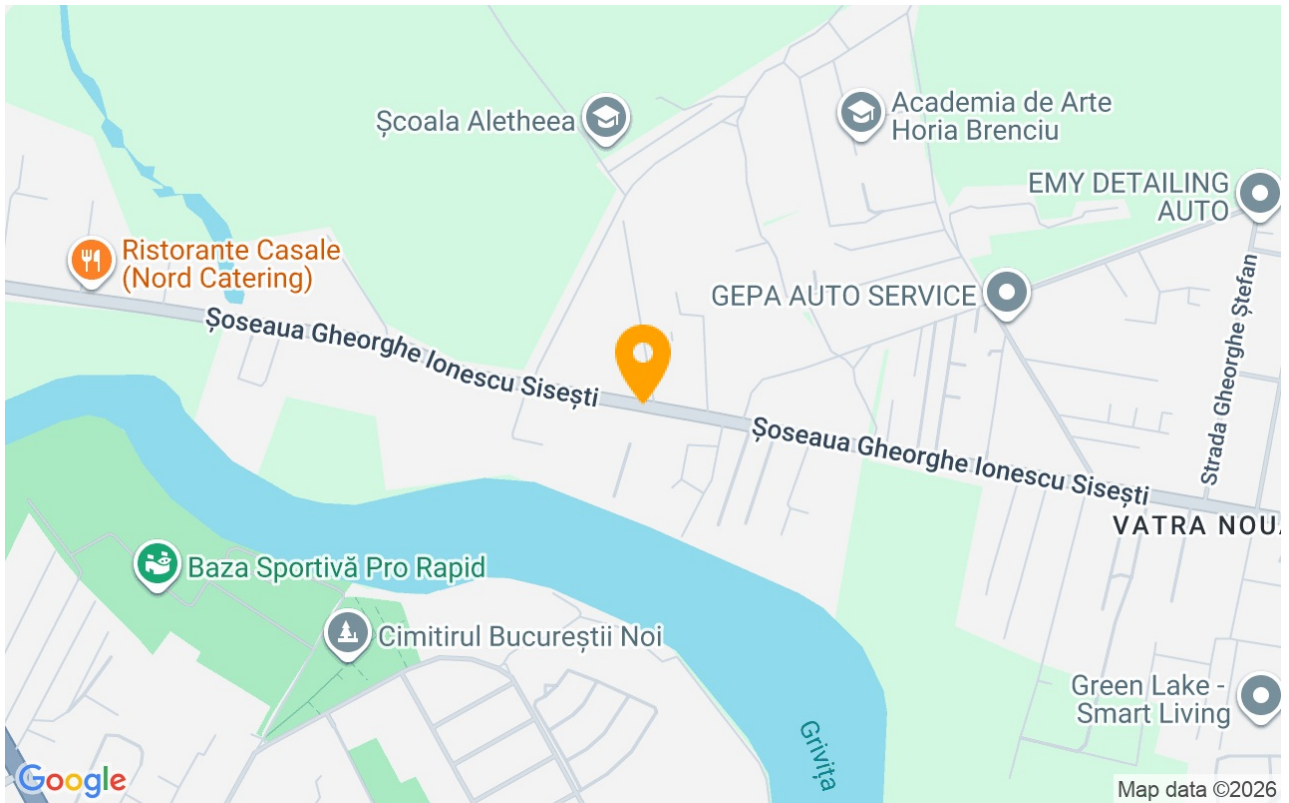 Școala Aletheea
Academia de Arte
Horia Brenciu
EMY DETAILING
AUTO
Ristorante Casale
(Nord Catering)
GEPA AUTO SERVICE
Strada Gheorghe Ștefan
Șoseaua Gheorghe Ionescu Sisești
Șoseaua Gheorghe Ionescu Sisești
VATRA NOU
Baza Sportivă Pro Rapid
Cimitirul Bucureștii Noi
Green Lake -
Smart Living
Grivița
Google
Map data ©2026